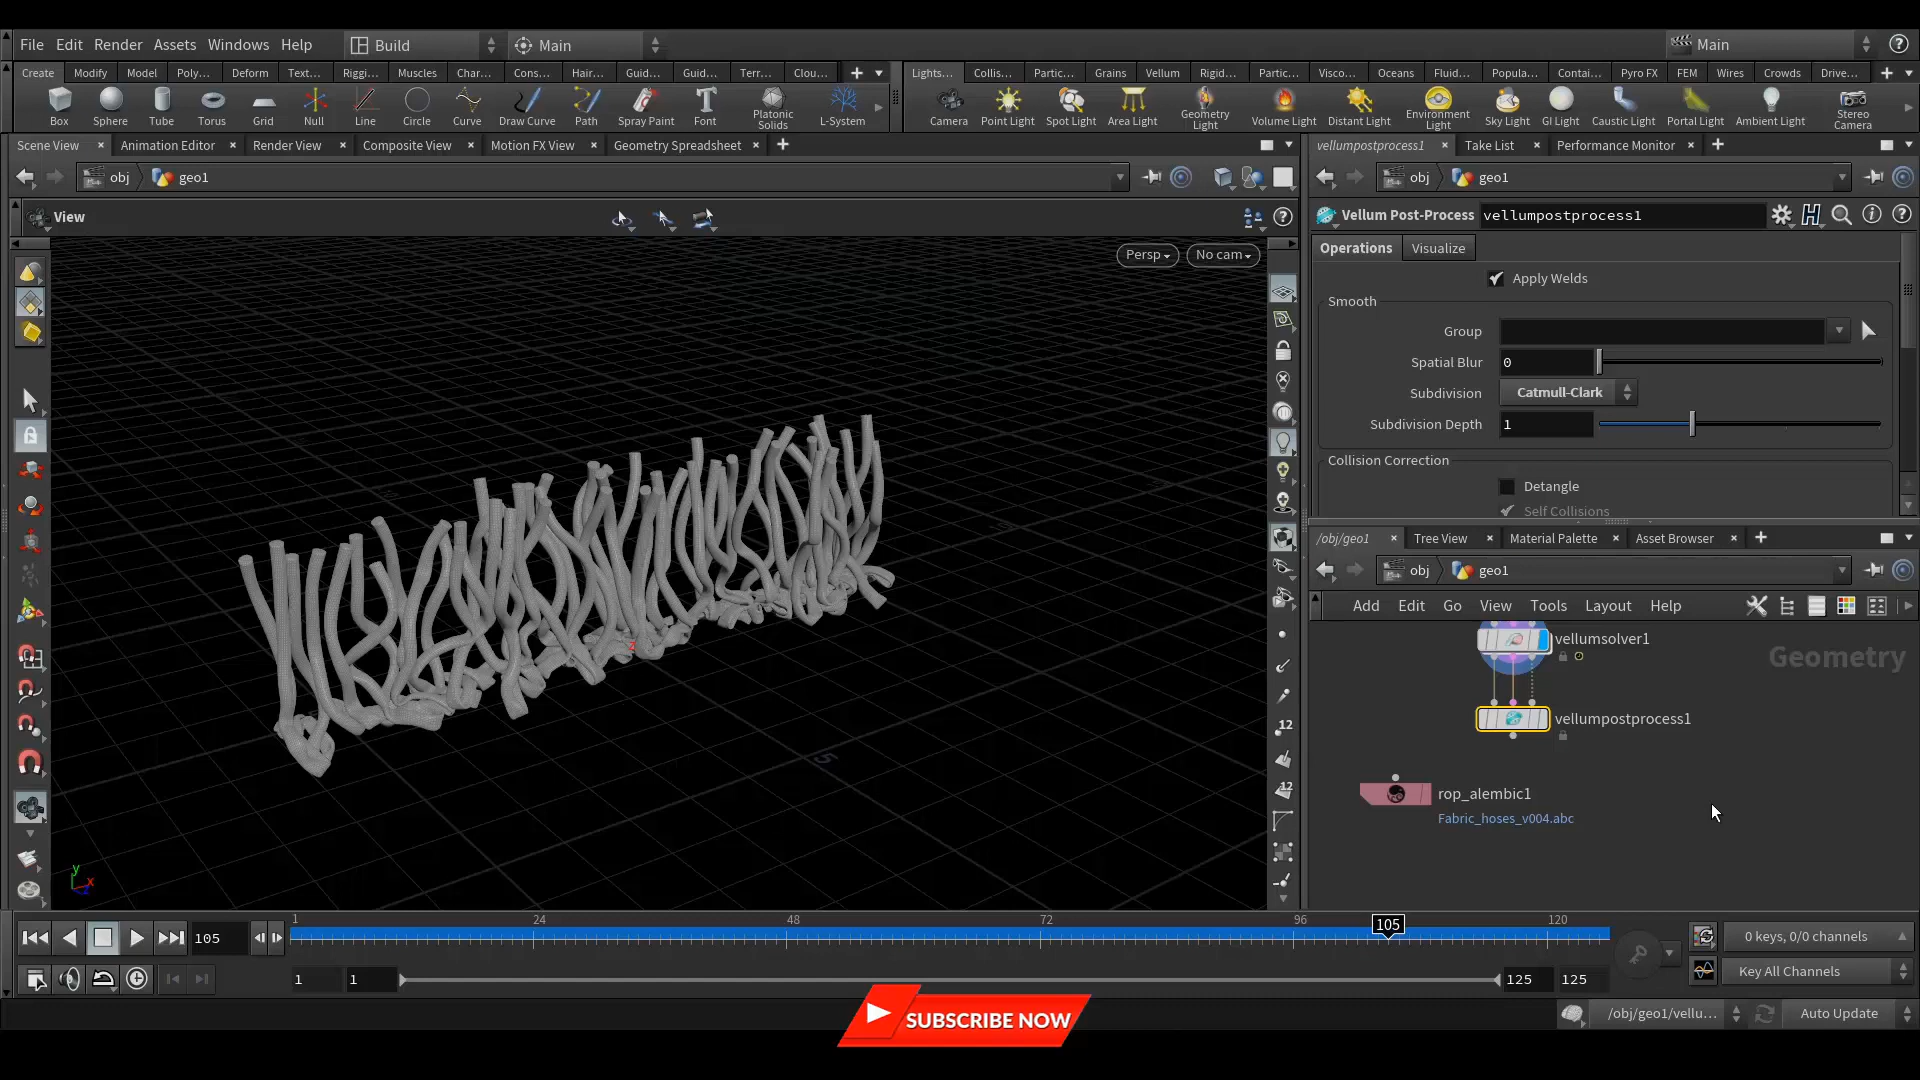 File Edit Render Assets Windows Help Build Main Main
Create Modify Model Poly... Deform Text... Riggi... Muscles Char... Cons... Hair... Guid... Guid... Terr... Clou... Lights... Collis... Partic... Grains Vellum Rigid... Partic... Visco... Oceans Fluid... Popula... Contai... Pyro FX FEM Wires Crowds Drive...
Box Sphere Tube Torus Grid Null Line Circle Curve Draw Curve Path Spray Paint Font Platonic Solids L-System Camera Point Light Spot Light Area Light Geometry Light Volume Light Distant Light Environment Light Sky Light GI Light Caustic Light Portal Light Ambient Light Stereo Camera
Scene View Animation Editor Render View Composite View Motion FX View Geometry Spreadsheet
vellumpostprocess1 Take List Performance Monitor
obj geo1
obj geo1
View
Vellum Post-Process vellumpostprocess1
Persp No cam
Operations Visualize
Apply Welds
Smooth
Group
Spatial Blur 0
Subdivision Catmull-Clark
Subdivision Depth 1
Collision Correction
Detangle
Self Collisions
/obj/geo1 Tree View Material Palette Asset Browser
obj geo1
Add Edit Go View Tools Layout Help
vellumsolver1
Geometry
vellumpostprocess1
rop_alembic1
Fabric_hoses_v004.abc
12
12
5
y
x
1 24 48 72 96 105 120
105
0 keys, 0/0 channels
1 1 125 125
Key All Channels
/obj/geo1/vellu... Auto Update
SUBSCRIBE NOW